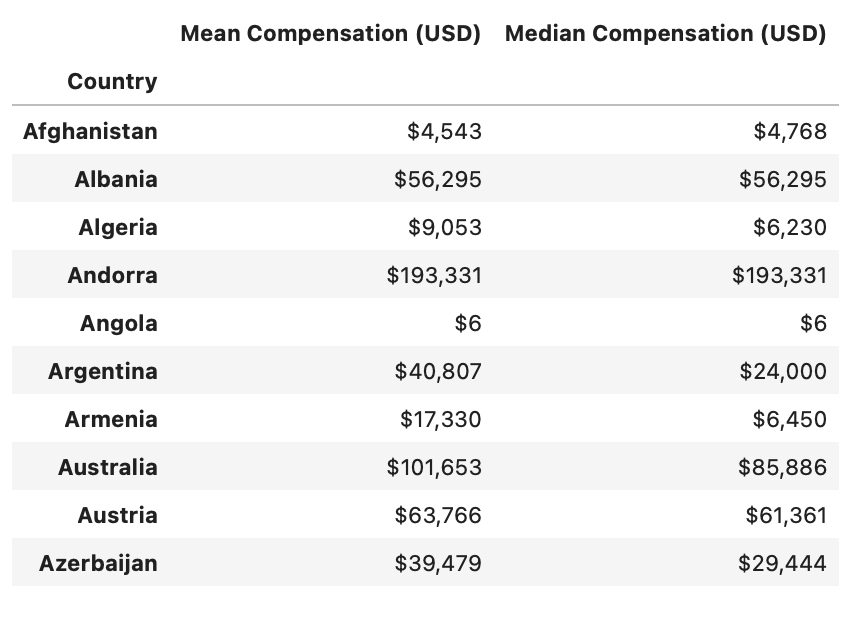 Mean Compensation (USD) Median Compensation (USD)
Country
Afghanistan $4,543 $4,768
Albania $56,295 $56,295
Algeria $9,053 $6,230
Andorra $193,331 $193,331
Angola $6 $6
Argentina $40,807 $24,000
Armenia $17,330 $6,450
Australia $101,653 $85,886
Austria $63,766 $61,361
Azerbaijan $39,479 $29,444